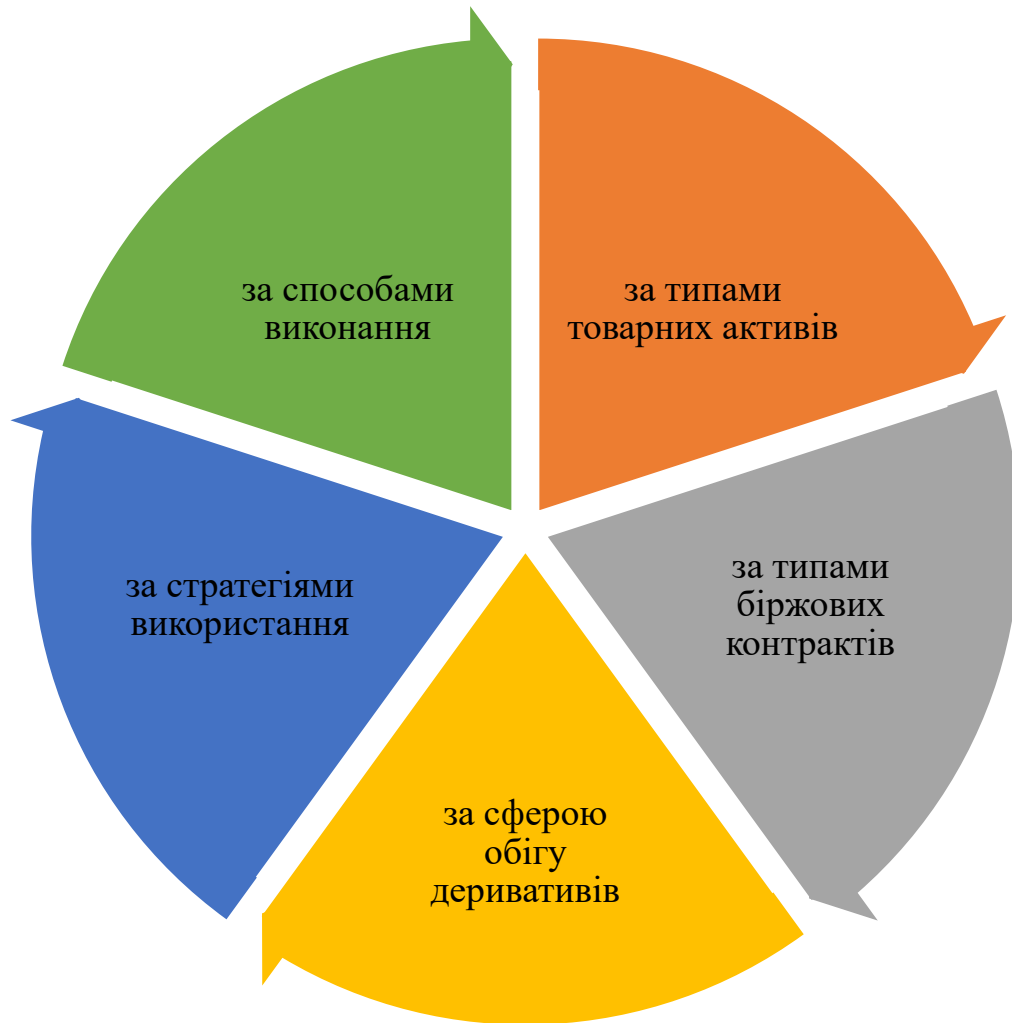 за способами
виконання
за типами
товарних активів
за типами
біржових
контрактів
за сферою
обігу
деривативів
за стратегіями
використання